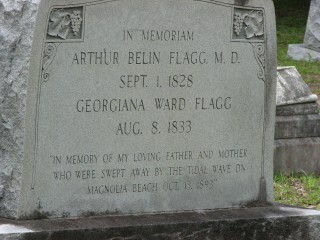 IN MEMORIAM
ARTHUR BELIN FLAGG, M. D.
SEPT. 1, 1828
GEORGIANA WARD FLAGG
AUG. 8, 1833
"IN MEMORY OF MY LOVING FATHER AND MOTHER
WHO WERE SWEPT AWAY BY THE TIDAL WAVE ON
MAGNOLIA BEACH, OCT. 13, 1893"